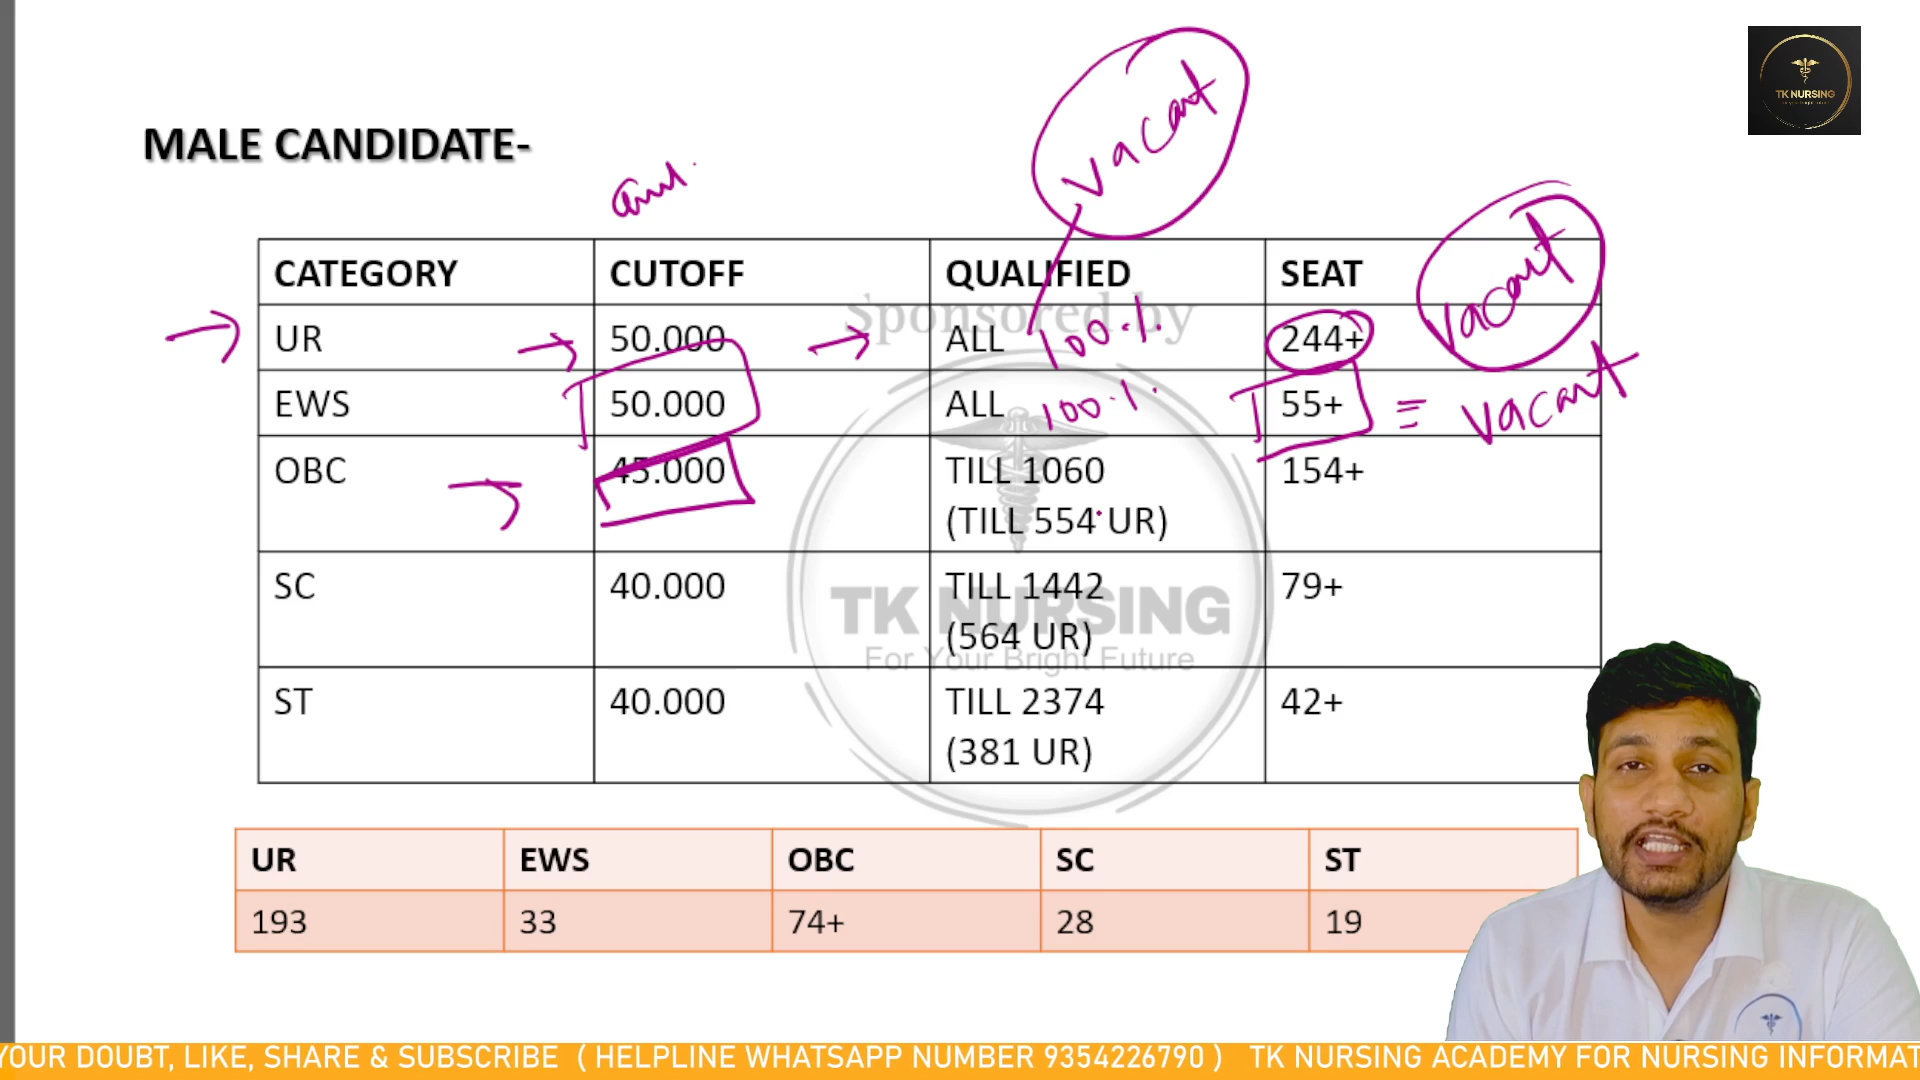 TK NURSING
MALE CANDIDATE-
vacant
CATEGORY CUTOFF QUALIFIED SEAT vacant
Sponsored by
UR 50.000 ALL 100% 244+
EWS 50.000 ALL 100% 55+ = vacant
OBC 45.000 TILL 1060 154+
(TILL 554 UR)
SC 40.000 TILL 1442 79+
(564 UR)
TK NURSING
For Your Bright Future
ST 40.000 TILL 2374 42+
(381 UR)
UR EWS OBC SC ST
193 33 74+ 28 19
YOUR DOUBT, LIKE, SHARE & SUBSCRIBE ( HELPLINE WHATSAPP NUMBER 9354226790 ) TK NURSING ACADEMY FOR NURSING INFORMAT